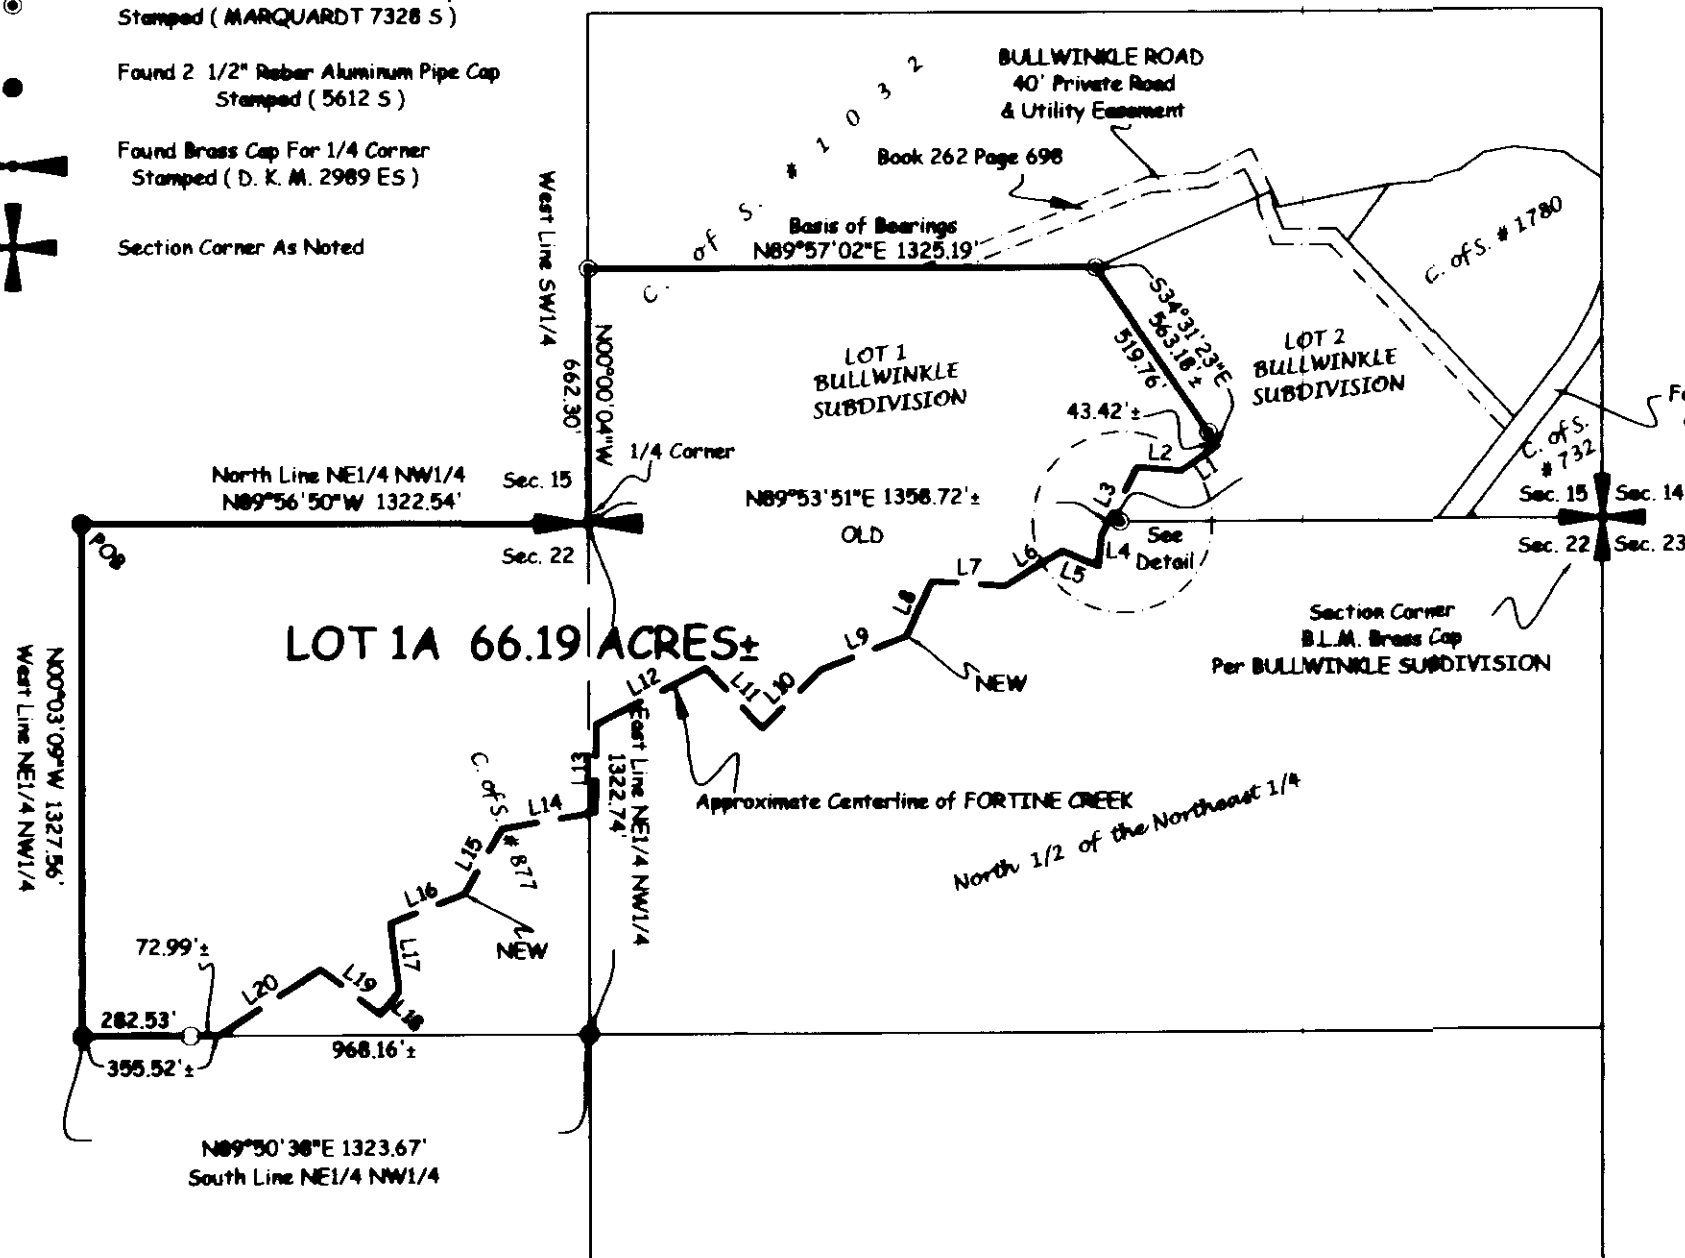 Stamped ( MARQUARDT 7328 S )
Found 2 1/2" Rebar Aluminum Pipe Cap
Stamped ( 5612 S )
Found Brass Cap For 1/4 Corner
Stamped ( D. K. M. 2989 ES )
Section Corner As Noted
BULLWINKLE ROAD
40' Private Road
& Utility Easement
Book 262 Page 698
C. of S. # 1032
Basis of Bearings
N89°57'02"E 1325.19'
West Line SW1/4
N00°00'04"W
662.30'
S34°31'23"E
563.18'±
519.76'
43.42'±
LOT 1
BULLWINKLE
SUBDIVISION
LOT 2
BULLWINKLE
SUBDIVISION
C. of S. # 1780
C. of S.
# 732
1/4 Corner
North Line NE1/4 NW1/4
N89°56'50"W 1322.54'
Sec. 15
Sec. 22
N89°53'51"E 1358.72'±
OLD
See
Detail
Sec. 15
Sec. 14
Sec. 22
Sec. 23
Section Corner
B.L.M. Brass Cap
Per BULLWINKLE SUBDIVISION
POB
LOT 1A 66.19 ACRES±
L1
L2
L3
L4
L5
L6
L7
L8
L9
L10
L11
L12
L13
L14
L15
L16
L17
L18
L19
L20
NEW
Approximate Centerline of FORTINE CREEK
North 1/2 of the Northeast 1/4
East Line NE1/4 NW1/4
1322.74'
C. of S. # 877
NEW
N00°03'09"W 1327.56'
West Line NE1/4 NW1/4
72.99'±
282.53'
355.52'±
968.16'±
N89°50'38"E 1323.67'
South Line NE1/4 NW1/4